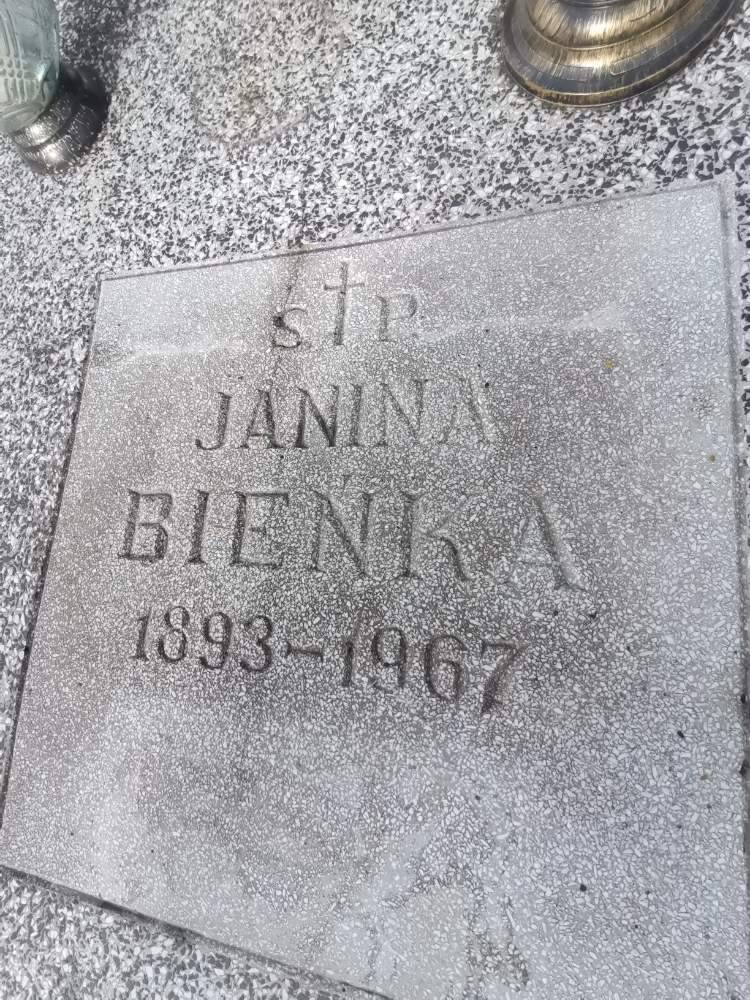 S†P.
JANINA
BIEŃKA
1893-1967